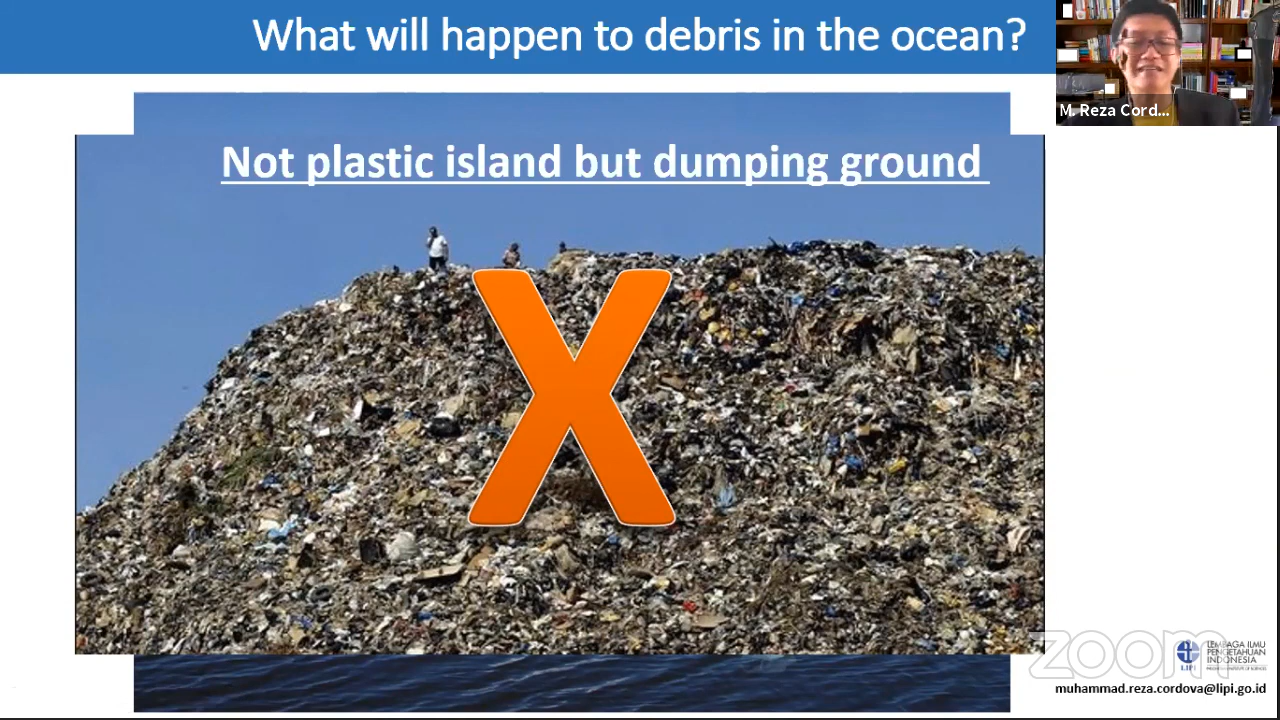 What will happen to debris in the ocean?
M. Reza Cord...
Not plastic island but dumping ground
X
zoom
LEMBAGA ILMU
PENGETAHUAN
INDONESIA
LIPI
muhammad.reza.cordova@lipi.go.id